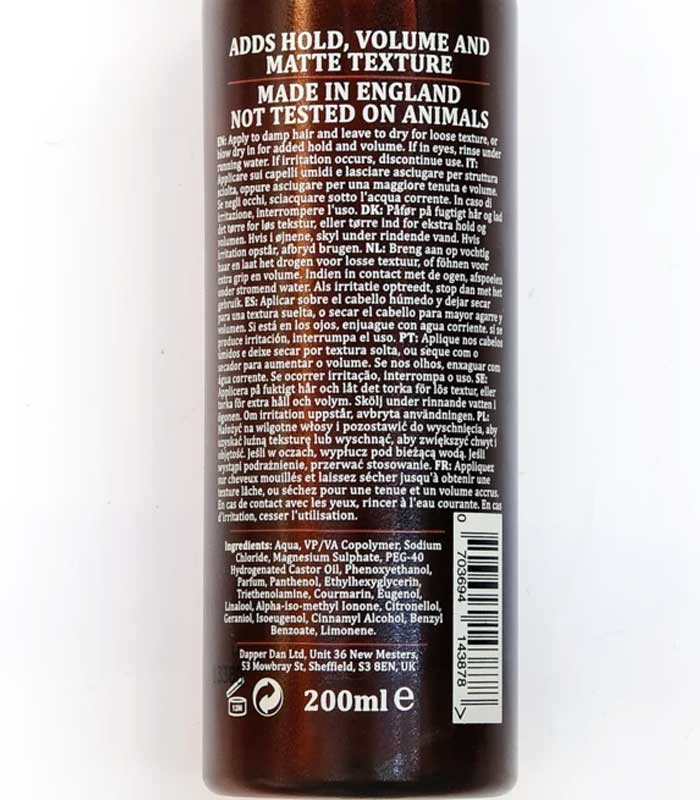 ADDS HOLD, VOLUME AND
MATTE TEXTURE
MADE IN ENGLAND
NOT TESTED ON ANIMALS
EN: Apply to damp hair and leave to dry for loose texture, or
blow dry in for added hold and volume. If in eyes, rinse under
running water. If irritation occurs, discontinue use. IT:
Applicare sui capelli umidi e lasciare asciugare per struttura
sciolta, oppure asciugare per una maggiore tenuta e volume.
Se negli occhi, sciacquare sotto l'acqua corrente. In caso di
irritazione, interrompere l'uso. DK: Påfør på fugtigt hår og lad
det tørre for løs tekstur, eller tørre ind for ekstra hold og
volumen. Hvis i øjnene, skyl under rindende vand. Hvis
irritation opstår, afbryd brugen. NL: Breng aan op vochtig
haar en laat het drogen voor losse textuur, of föhnen voor
extra grip en volume. Indien in contact met de ogen, afspoelen
onder stromend water. Als irritatie optreedt, stop dan met het
gebruik. ES: Aplicar sobre el cabello húmedo y dejar secar
para una textura suelta, o secar el cabello para mayor agarre y
volumen. Si está en los ojos, enjuague con agua corriente. si se
produce irritación, interrumpa el uso. PT: Aplique nos cabelos
úmidos e deixe secar por textura solta, ou seque com o
secador para aumentar o volume. Se nos olhos, enxaguar com
água corrente. Se ocorrer irritação, interrompa o uso. SE:
Applicera på fuktigt hår och låt det torka för lös textur, eller
torka för extra håll och volym. Skölj under rinnande vatten i
ögonen. Om irritation uppstår, avbryta användningen. PL:
Nałożyć na wilgotne włosy i pozostawić do wyschnięcia, aby
uzyskać luźną teksturę lub wyschnąć, aby zwiększyć chwyt i
objętość. Jeśli w oczach, wypłucz pod bieżącą wodą. Jeśli
wystąpi podrażnienie, przerwać stosowanie. FR: Appliquez
sur cheveux mouillés et laissez sécher jusqu'à obtenir une
texture lâche, ou séchez pour une tenue et un volume accrus.
En cas de contact avec les yeux, rincer à l'eau courante. En cas
d'irritation, cesser l'utilisation.
Ingredients: Aqua, VP/VA Copolymer, Sodium
Chloride, Magnesium Sulphate, PEG-40
Hydrogenated Castor Oil, Phenoxyethanol,
Parfum, Panthenol, Ethylhexyglycerin,
Triethenolamine, Courmarin, Eugenol,
Linalool, Alpha-iso-methyl Ionone, Citronellol,
Geraniol, Isoeugenol, Cinnamyl Alcohol, Benzyl
Benzoate, Limonene.
Dapper Dan Ltd, Unit 36 New Mesters,
53 Mowbray St, Sheffield, S3 8EN, UK
12M
200ml e
0 703694 143878 >